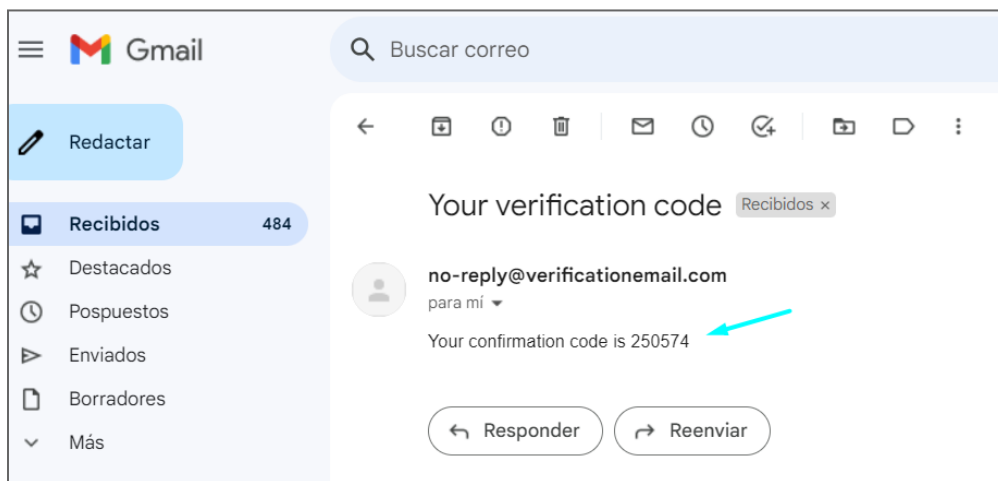 Gmail
Buscar correo
Redactar
Recibidos 484
Destacados
Pospuestos
Enviados
Borradores
Más
Your verification code Recibidos ×
no-reply@verificationemail.com
para mí
Your confirmation code is 250574
Responder Reenviar